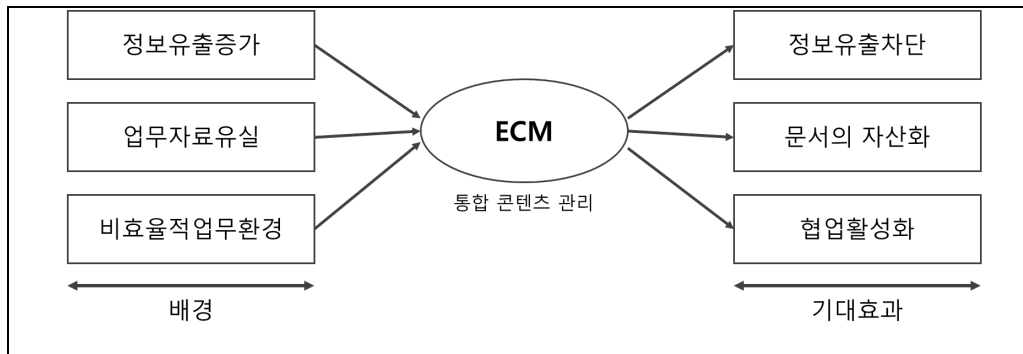 정보유출증가
업무자료유실
비효율적업무환경
배경
ECM
통합 콘텐츠 관리
정보유출차단
문서의 자산화
협업활성화
기대효과